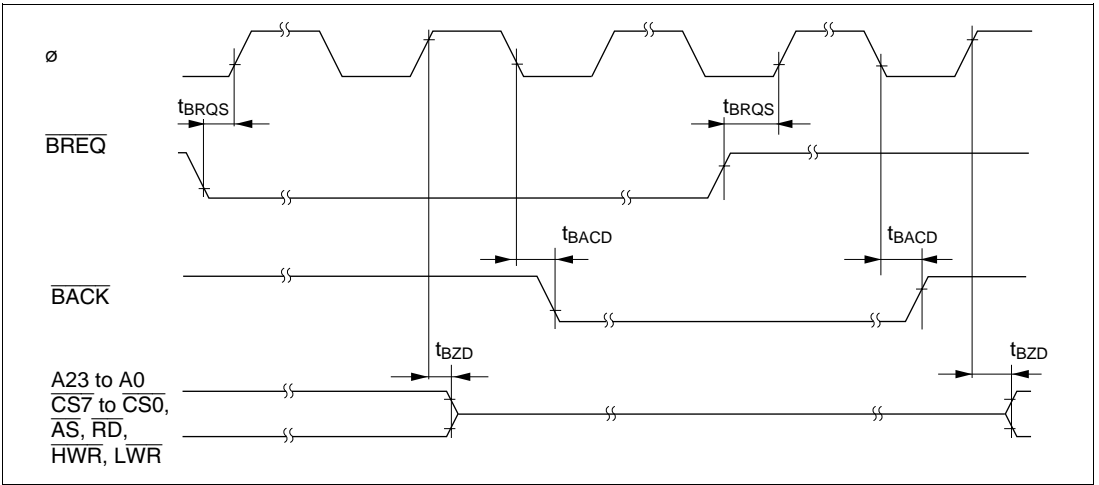 ø
tBRQS tBRQS
BREQ
tBACD tBACD
BACK
tBZD tBZD
A23 to A0
CS7 to CS0,
AS, RD,
HWR, LWR